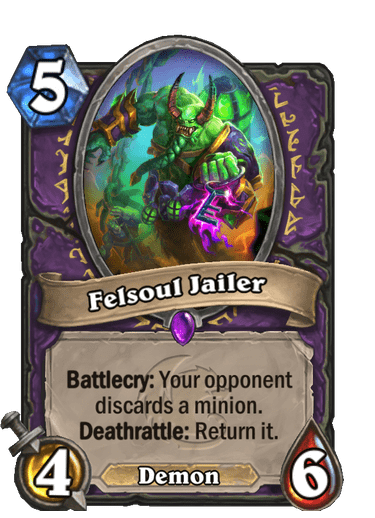 5
Felsoul Jailer
Battlecry: Your opponent
discards a minion.
Deathrattle: Return it.
4
Demon
6